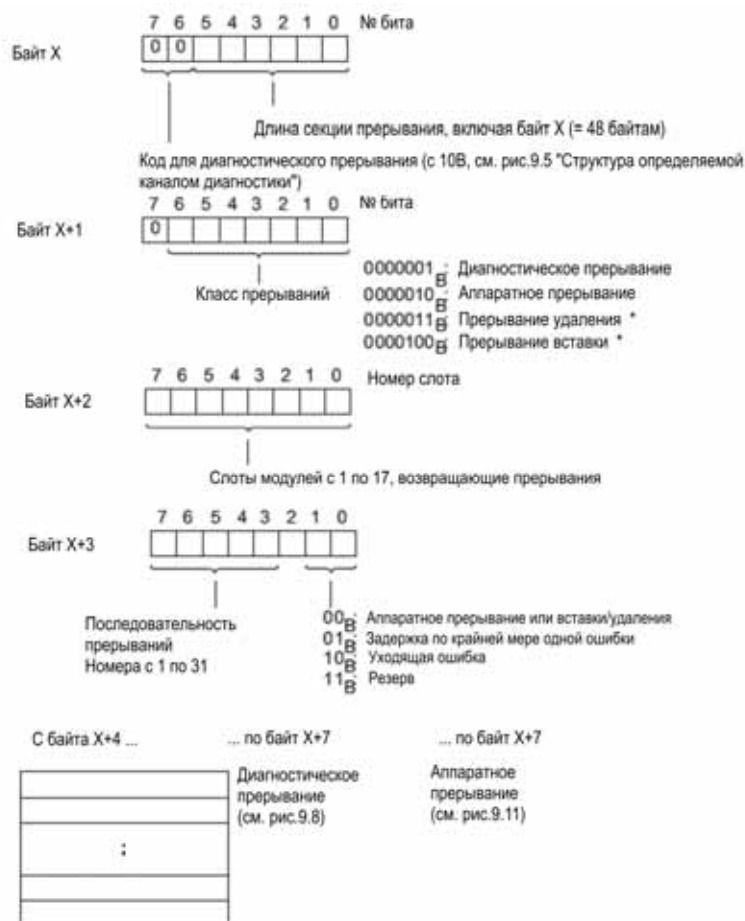 7 6 5 4 3 2 1 0 № бита
Байт X
0 0
Длина секции прерывания, включая байт X (= 48 байтам)
Код для диагностического прерывания (с 10В, см. рис.9.5 "Структура определяемой
каналом диагностики")
7 6 5 4 3 2 1 0 № бита
Байт X+1
0
Класс прерываний
0000001B: Диагностическое прерывание
0000010B: Аппаратное прерывание
0000011B: Прерывание удаления *
0000100B: Прерывание вставки *
7 6 5 4 3 2 1 0 Номер слота
Байт X+2
Слоты модулей с 1 по 17, возвращающие прерывания
7 6 5 4 3 2 1 0
Байт X+3
Последовательность
прерываний
Номера с 1 по 31
00B: Аппаратное прерывание или вставки/удаления
01B: Задержка по крайней мере одной ошибки
10B: Уходящая ошибка
11B: Резерв
С байта X+4 ... ... по байт X+7 ... по байт X+7
Диагностическое
прерывание
(см. рис.9.8)
Аппаратное
прерывание
(см. рис.9.11)
: